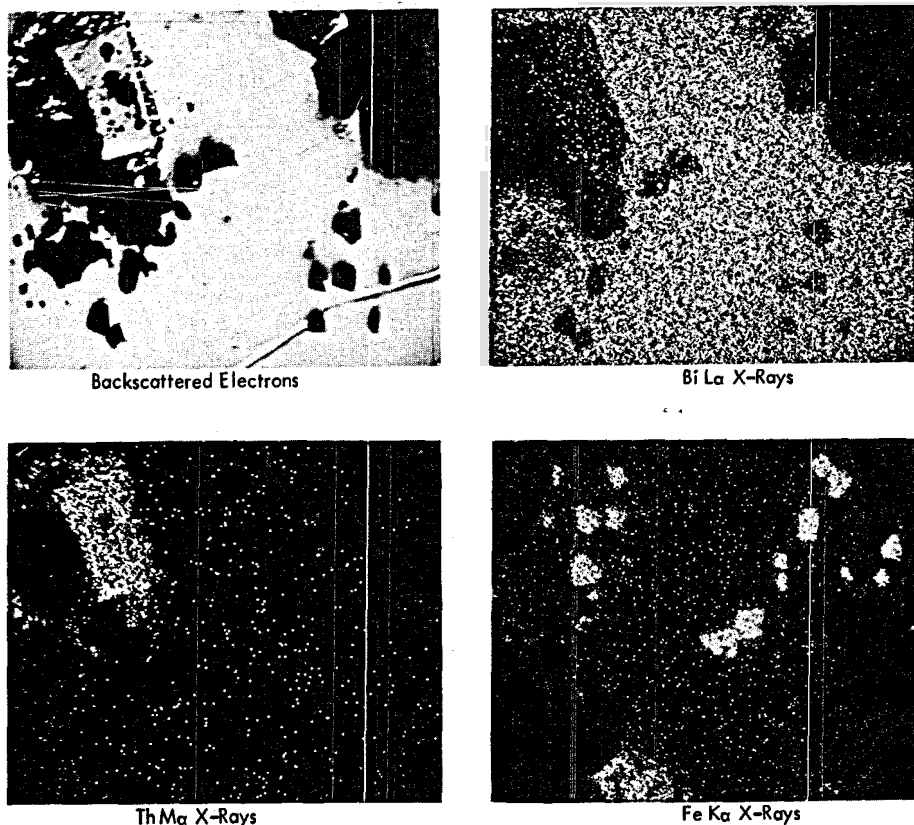 Backscattered Electrons
Bi Lα X-Rays
Th Mα X-Rays
Fe Kα X-Rays